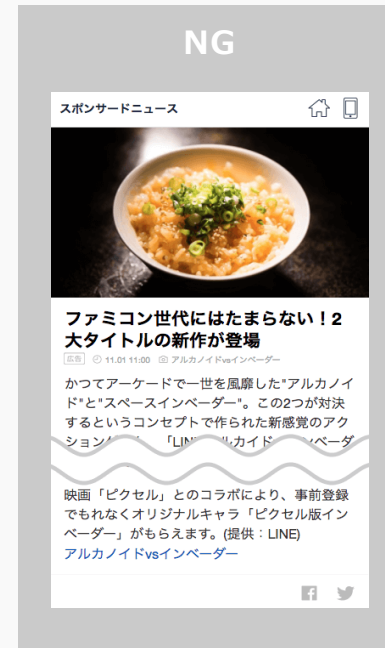 NG
スポンサードニュース
ファミコン世代にはたまらない！2
大タイトルの新作が登場
広告 11.01 11:00 アルカノイドvsインベーダー
かつてアーケードで一世を風靡した"アルカノイ
ド"と"スペースインベーダー"。この2つが対決
するというコンセプトで作られた新感覚のアク
ション
映画「ピクセル」とのコラボにより、事前登録
でもれなくオリジナルキャラ「ピクセル版イン
ベーダー」がもらえます。(提供：LINE)
アルカノイドvsインベーダー